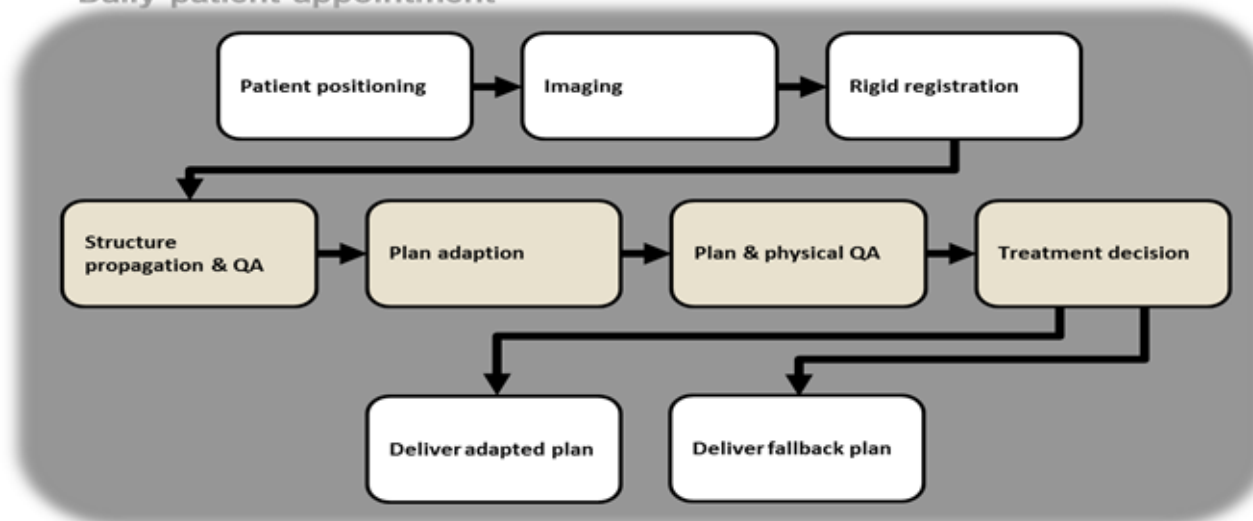 Daily patient appointment
Patient positioning
Imaging
Rigid registration
Structure
propagation & QA
Plan adaption
Plan & physical QA
Treatment decision
Deliver adapted plan
Deliver fallback plan